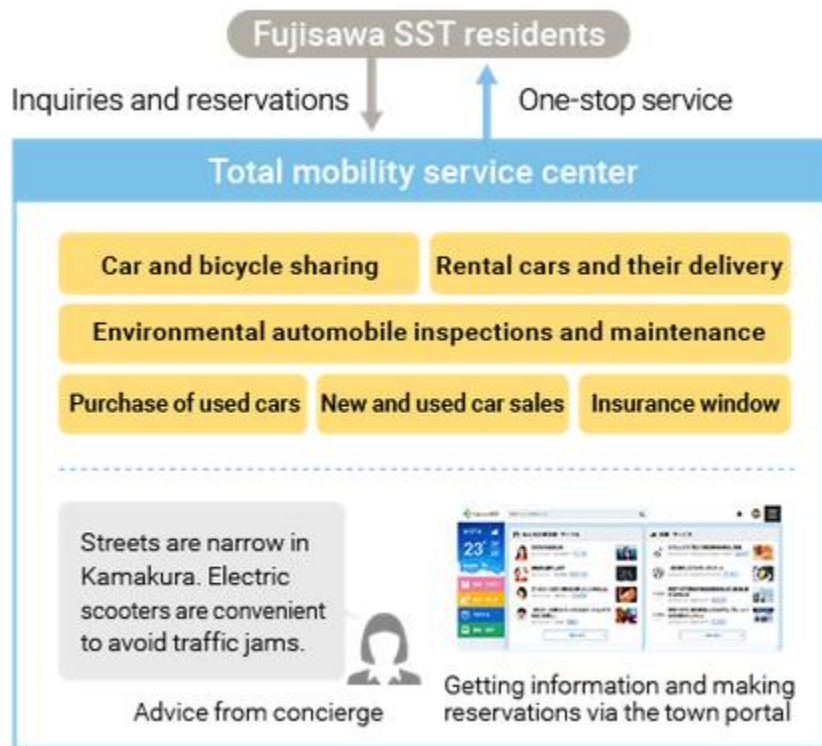 Fujisawa SST residents
Inquiries and reservations
One-stop service
Total mobility service center
Car and bicycle sharing
Rental cars and their delivery
Environmental automobile inspections and maintenance
Purchase of used cars
New and used car sales
Insurance window
Streets are narrow in
Kamakura. Electric
scooters are convenient
to avoid traffic jams.
Advice from concierge
23
Getting information and making
reservations via the town portal